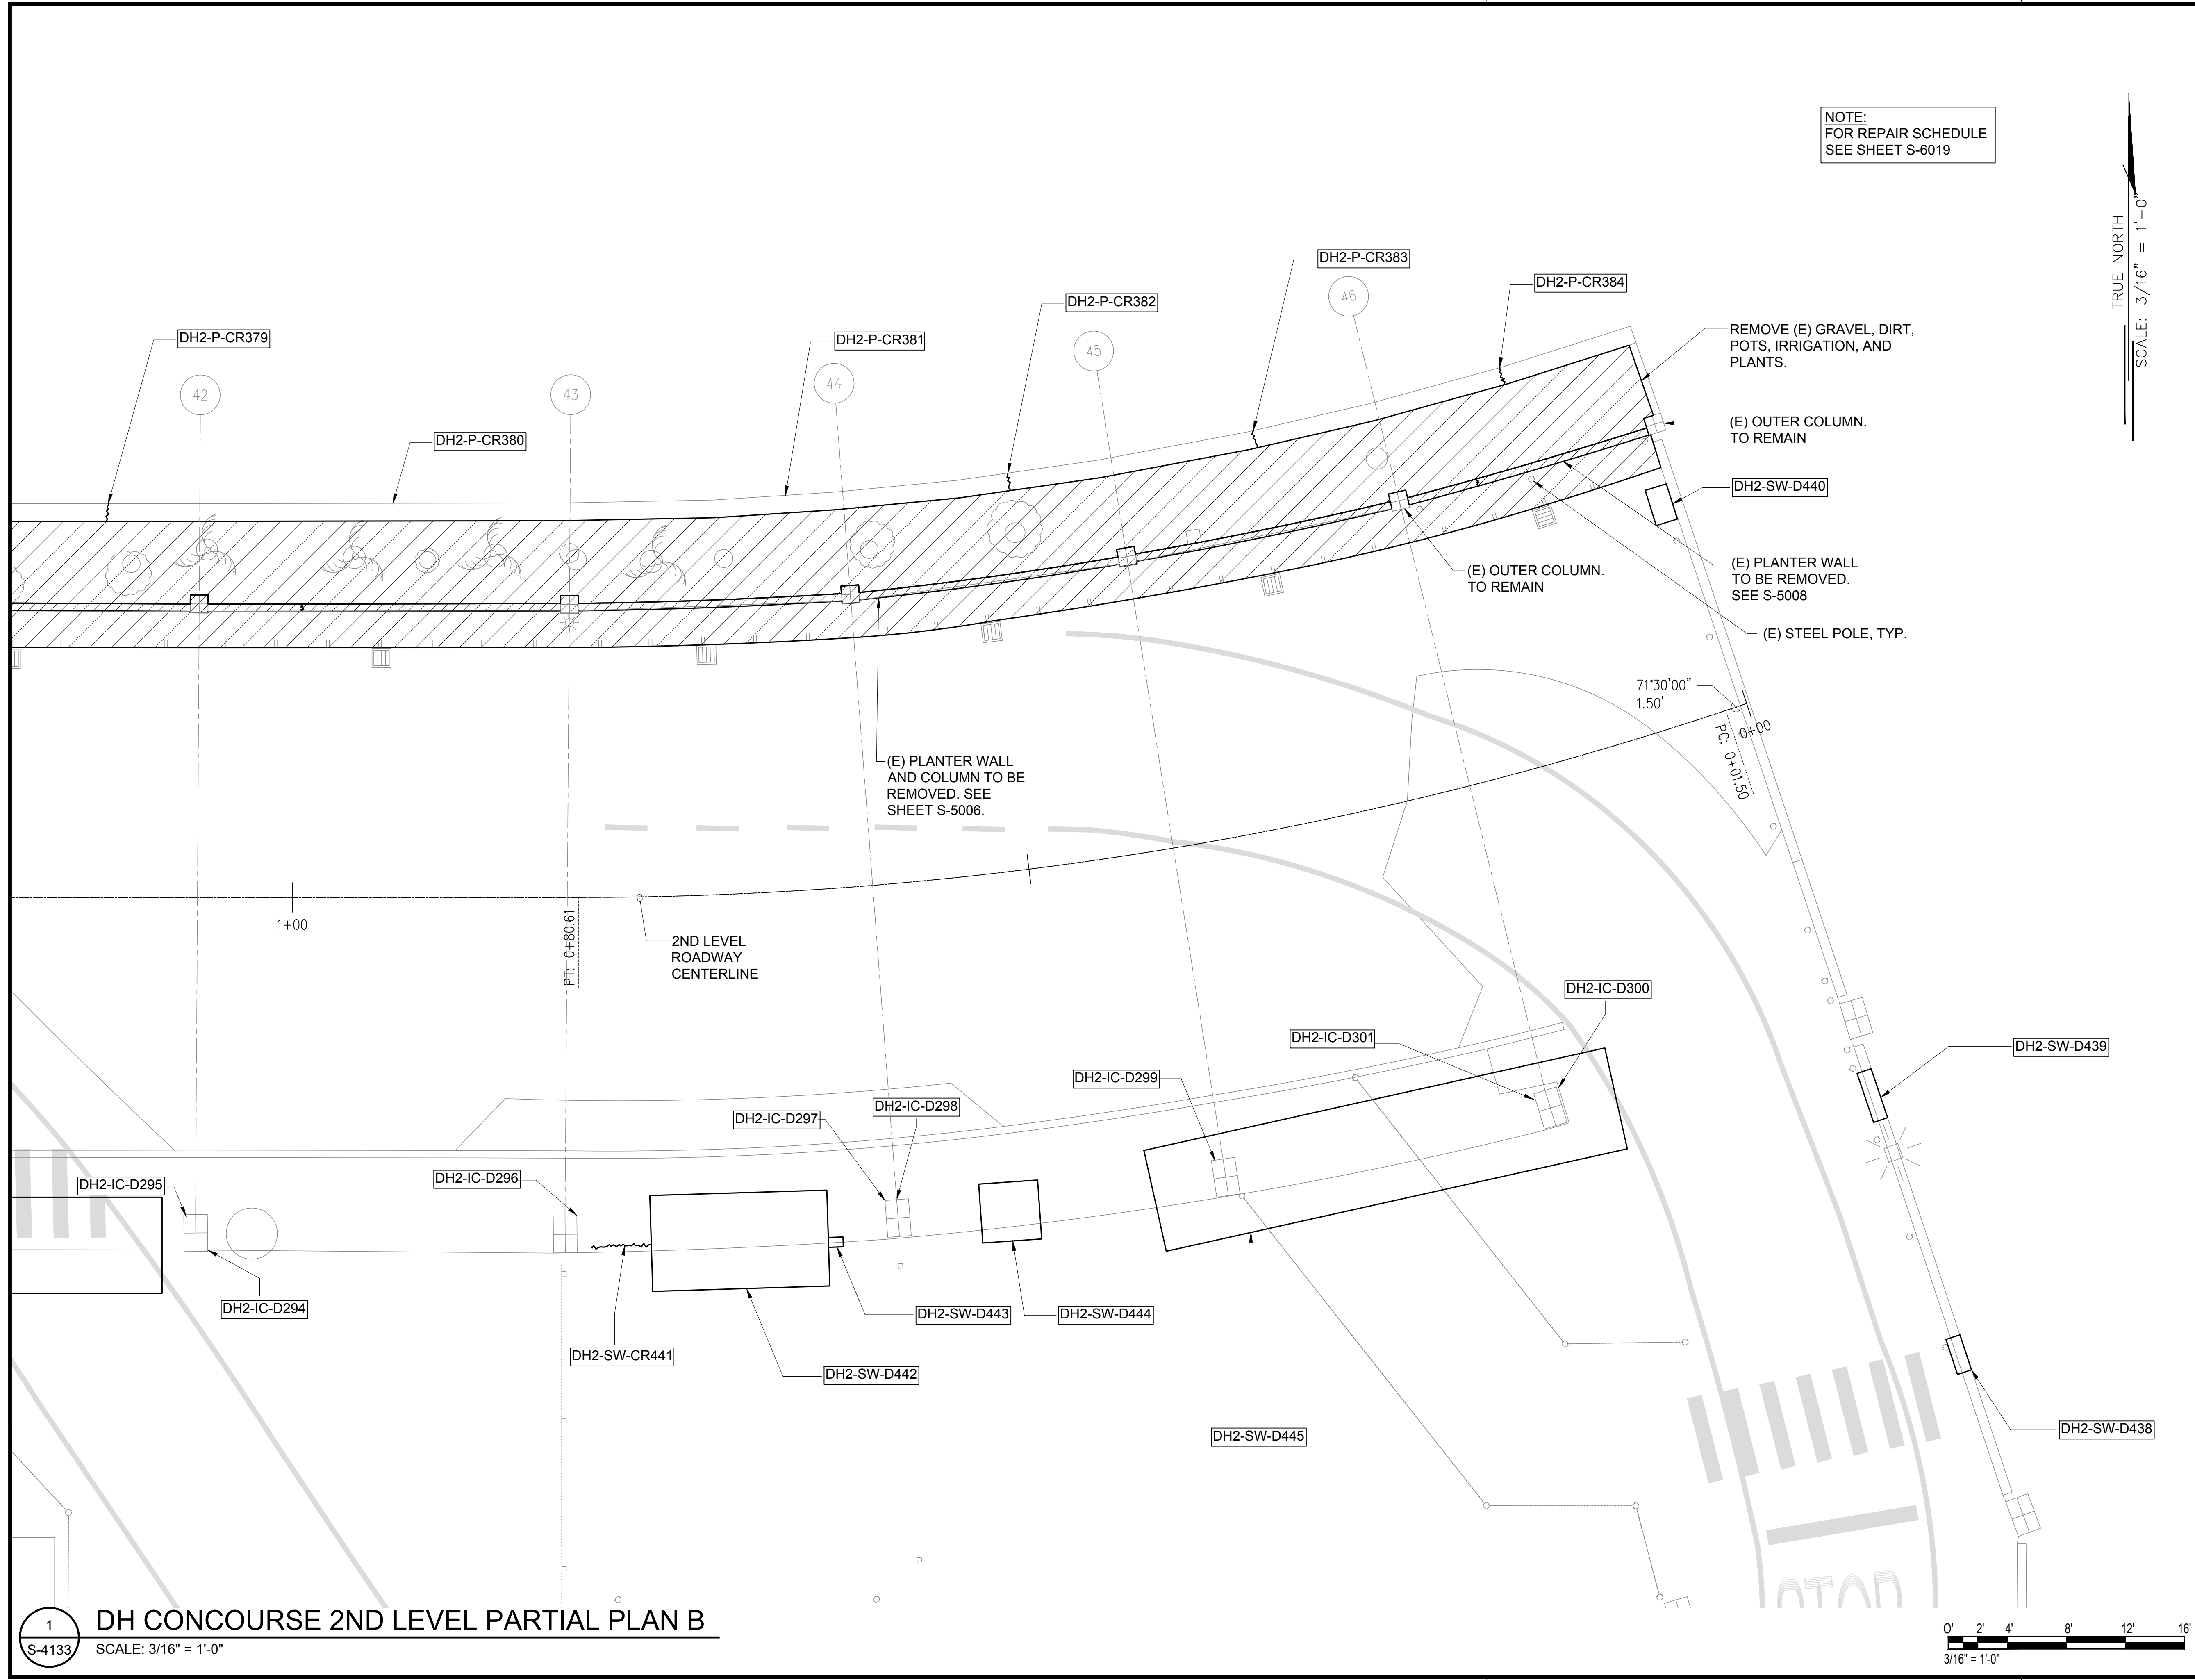 NOTE:
FOR REPAIR SCHEDULE
SEE SHEET S-6019
TRUE NORTH
SCALE: 3/16" = 1'-0"
DH2-P-CR383
DH2-P-CR384
DH2-P-CR382
DH2-P-CR381
DH2-P-CR379
46
45
44
42
43
DH2-P-CR380
REMOVE (E) GRAVEL, DIRT,
POTS, IRRIGATION, AND
PLANTS.
(E) OUTER COLUMN.
TO REMAIN
DH2-SW-D440
(E) OUTER COLUMN.
TO REMAIN
(E) PLANTER WALL
TO BE REMOVED.
SEE S-5008
(E) STEEL POLE, TYP.
71°30'00"
1.50'
0+00
PC: 0+01.50
(E) PLANTER WALL
AND COLUMN TO BE
REMOVED. SEE
SHEET S-5006.
1+00
PT: 0+80.61
2ND LEVEL
ROADWAY
CENTERLINE
DH2-IC-D300
DH2-IC-D301
DH2-SW-D439
DH2-IC-D299
DH2-IC-D298
DH2-IC-D297
DH2-IC-D296
DH2-IC-D295
DH2-IC-D294
DH2-SW-D443
DH2-SW-D444
DH2-SW-CR441
DH2-SW-D442
DH2-SW-D445
DH2-SW-D438
STOP
1
S-4133
DH CONCOURSE 2ND LEVEL PARTIAL PLAN B
SCALE: 3/16" = 1'-0"
0' 2' 4' 8' 12' 16'
3/16" = 1'-0"